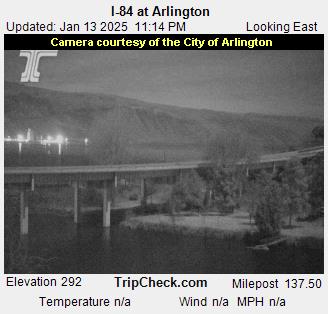 I-84 at Arlington
Updated: Jan 13 2025 11:14 PM Looking East
Camera courtesy of the City of Arlington
Elevation 292 TripCheck.com Milepost 137.50
Temperature n/a Wind n/a MPH n/a